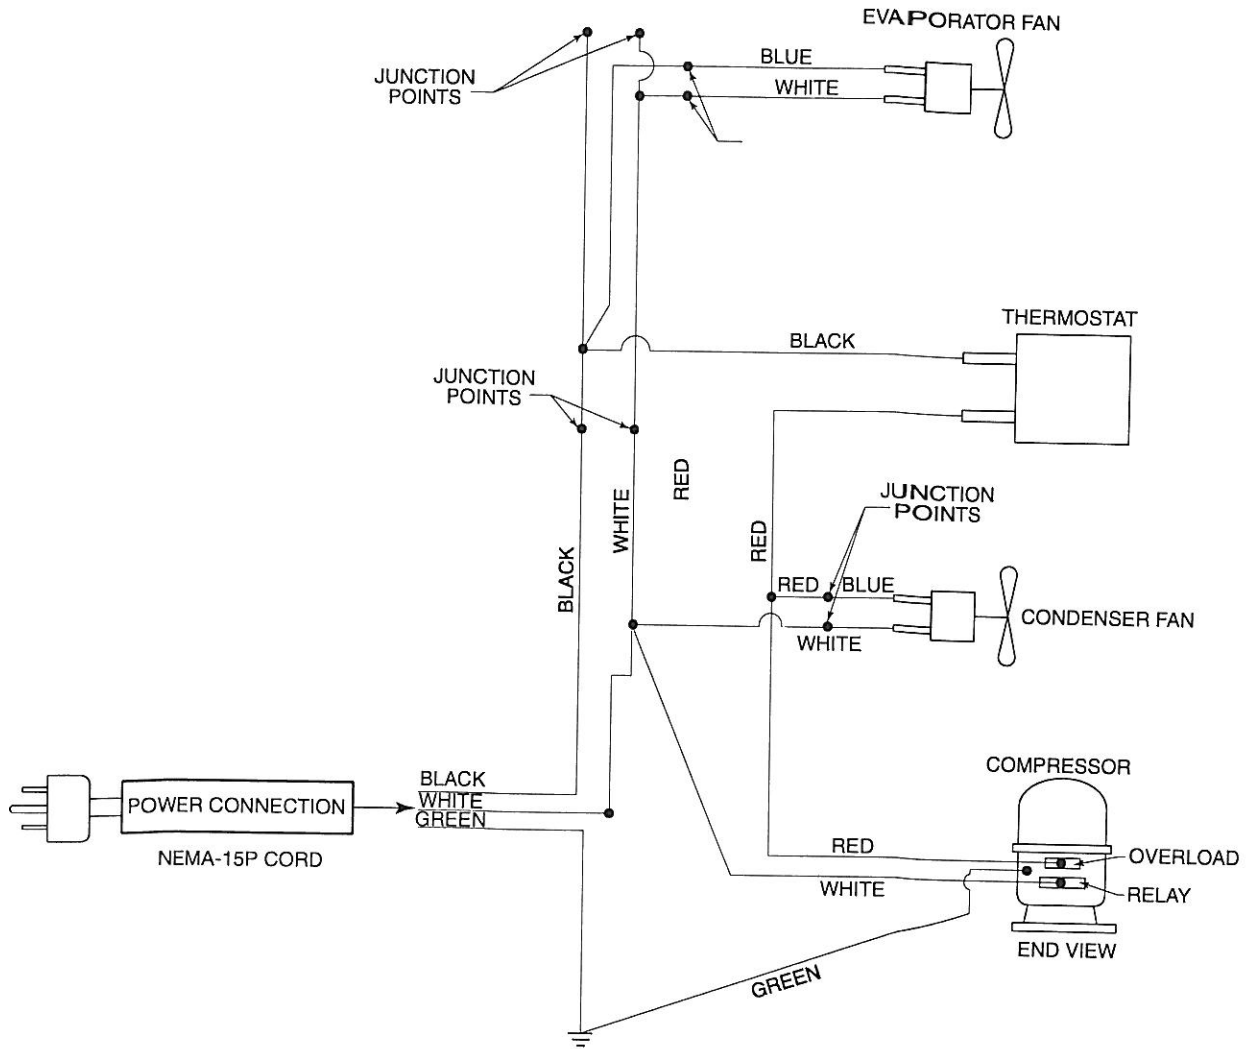 EVAPORATOR FAN
BLUE
JUNCTION
POINTS
WHITE
THERMOSTAT
BLACK
JUNCTION
POINTS
RED
WHITE
JUNCTION
POINTS
RED
BLACK
RED
BLUE
CONDENSER FAN
WHITE
COMPRESSOR
BLACK
POWER CONNECTION
WHITE
GREEN
NEMA-15P CORD
RED
OVERLOAD
WHITE
RELAY
END VIEW
GREEN